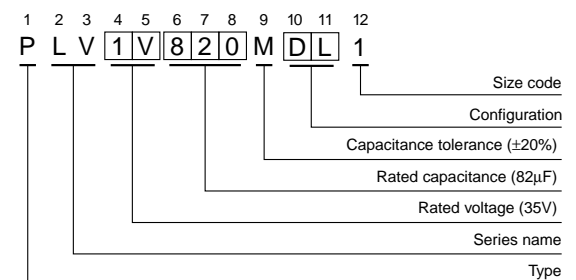 1 2 3 4 5 6 7 8 9 10 11 12
P L V 1 V 8 2 0 M D L 1
Size code
Configuration
Capacitance tolerance (±20%)
Rated capacitance (82μF)
Rated voltage (35V)
Series name
Type